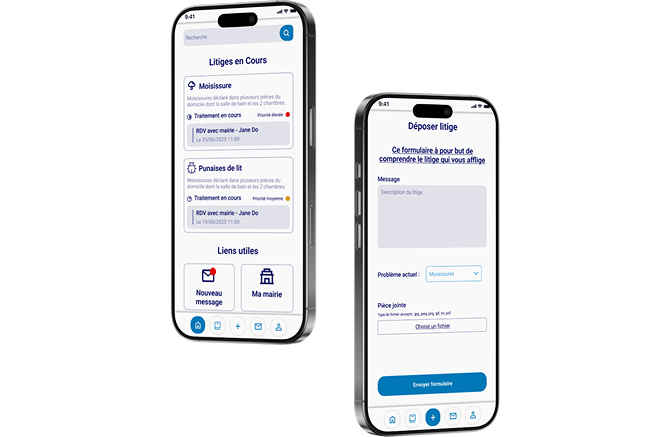 9:41
Recherche
Litiges en Cours
Moisissure
Moisissures déclaré dans plusieurs pièces du
domicile dont la salle de bain et les 2 chambres.
Traitement en cours
Priorité élevée
RDV avec mairie - Jane Do
Le 25/06/2023 11:00
Punaises de lit
Moisissures déclaré dans plusieurs pièces du
domicile dont la salle de bain et les 2 chambres.
Traitement en cours
Priorité moyenne
RDV avec mairie - Jane Do
Le 19/06/2023 11:00
Liens utiles
Nouveau
message
Ma mairie
9:41
Déposer litige
Ce formulaire à pour but de
comprendre le litige qui vous afflige
Message
Description du litige
Problème actuel :
Moisissures
Pièce jointe
Type de fichier accepté : jpg, jpeg, png, gif, txt, pdf
Choisir un fichier
Envoyer formulaire